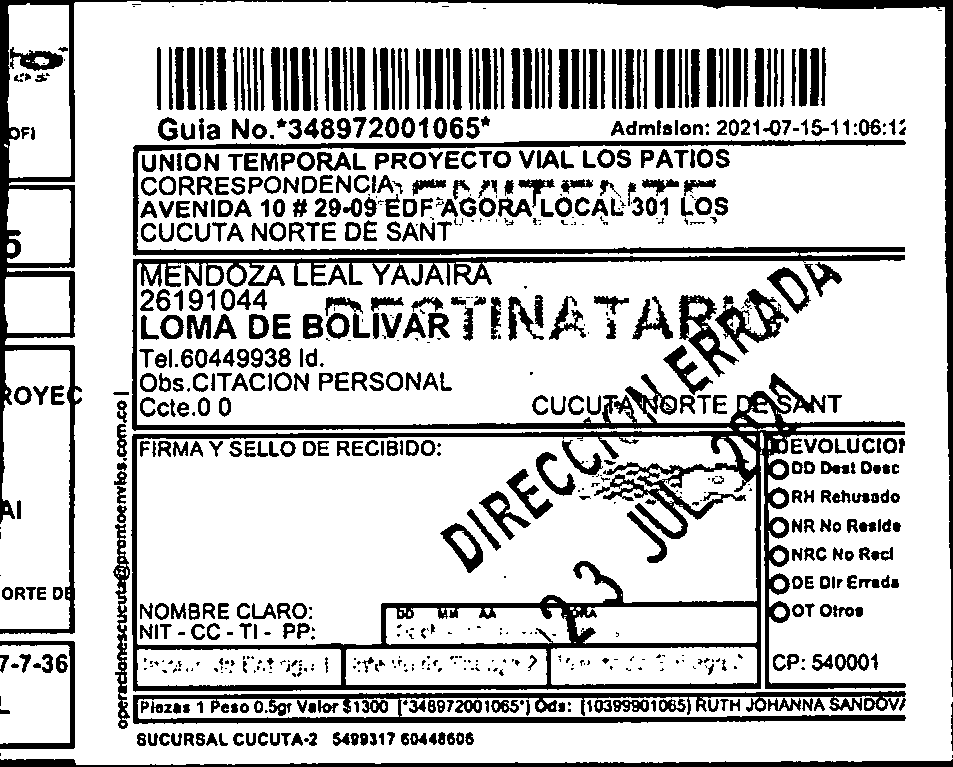 OFI
5
ROYEC
AI
ORTE DE
7-7-36
L
Guia No.*348972001065*
Admision: 2021-07-15-11:06:12
UNION TEMPORAL PROYECTO VIAL LOS PATIOS
CORRESPONDENCIA
AVENIDA 10 # 29-09 EDF AGORA LOCAL 301 LOS
CUCUTA NORTE DE SANT
MENDOZA LEAL YAJAIRA
26191044
DESTINATARIO
LOMA DE BOLIVAR
Tel.60449938 Id.
Obs.CITACION PERSONAL
Ccte.0 0
CUCUTA NORTE DE SANT
DIRECCION ERRADA
23 JUL 2021
FIRMA Y SELLO DE RECIBIDO:
DEVOLUCION
DD Dest Desc
RH Rehusado
NR No Reside
NRC No Recl
DE Dir Errada
OT Otros
NOMBRE CLARO:
NIT - CC - TI - PP:
DD MM AA HORA
CP: 540001
Piezas 1 Peso 0.5gr Valor $1300 [*348972001065*] Ods: [10399901065] RUTH JOHANNA SANDOVA
SUCURSAL CUCUTA-2 5499317 60448606
operacionescucuta@prontoenvios.com.co |